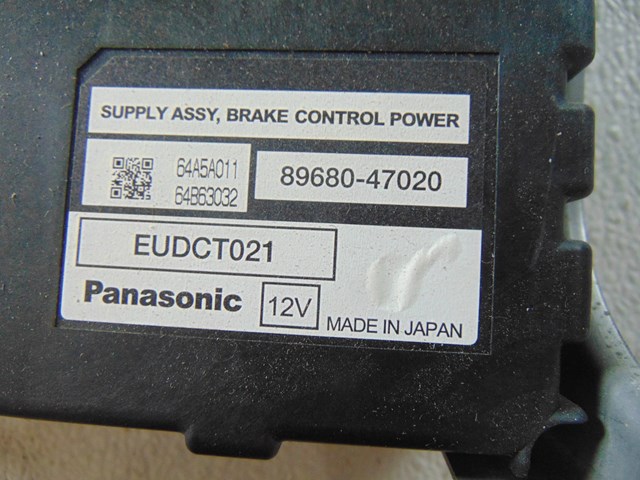 SUPPLY ASSY, BRAKE CONTROL POWER
64A5A011
64B63032
89680-47020
EUDCT021
Panasonic
12V
MADE IN JAPAN